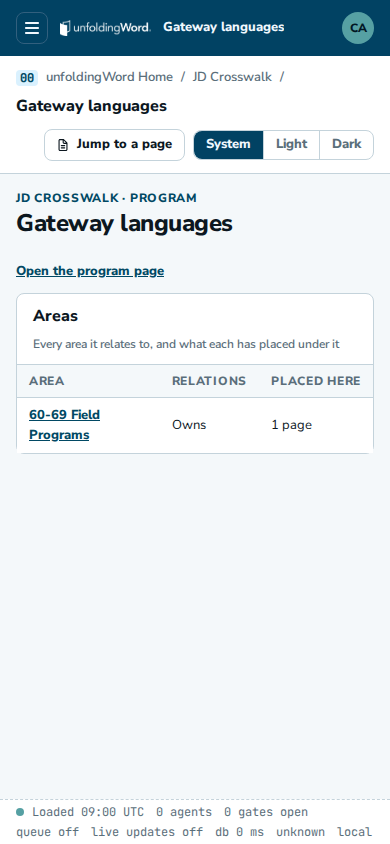 unfoldingWord. Gateway languages CA
00 unfoldingWord Home / JD Crosswalk /
Gateway languages
Jump to a page System Light Dark
JD CROSSWALK · PROGRAM
Gateway languages
Open the program page
Areas
Every area it relates to, and what each has placed under it
AREA RELATIONS PLACED HERE
60-69 Field
Programs
Owns 1 page
Loaded 09:00 UTC 0 agents 0 gates open
queue off live updates off db 0 ms unknown local